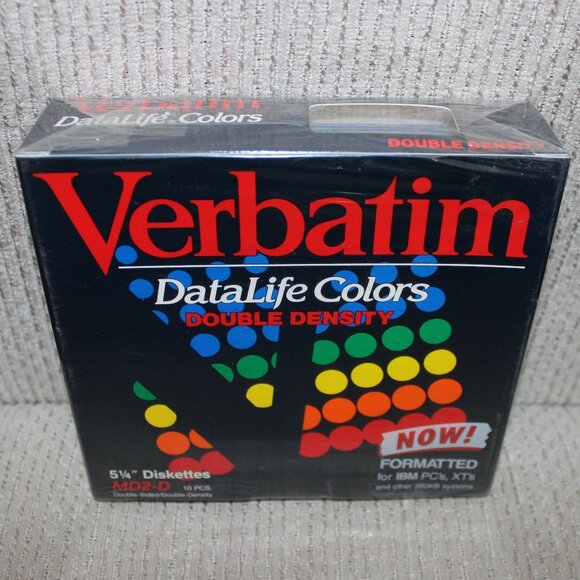 Verbatim
DataLife Colors
DOUBLE DENSITY
Verbatim
DataLife Colors
DOUBLE DENSITY
NOW!
FORMATTED
for IBM PC's, XT's
and other 360KB systems.
5¼" Diskettes
MD2-D 10 PCS.
Double-Sided/Double-Density